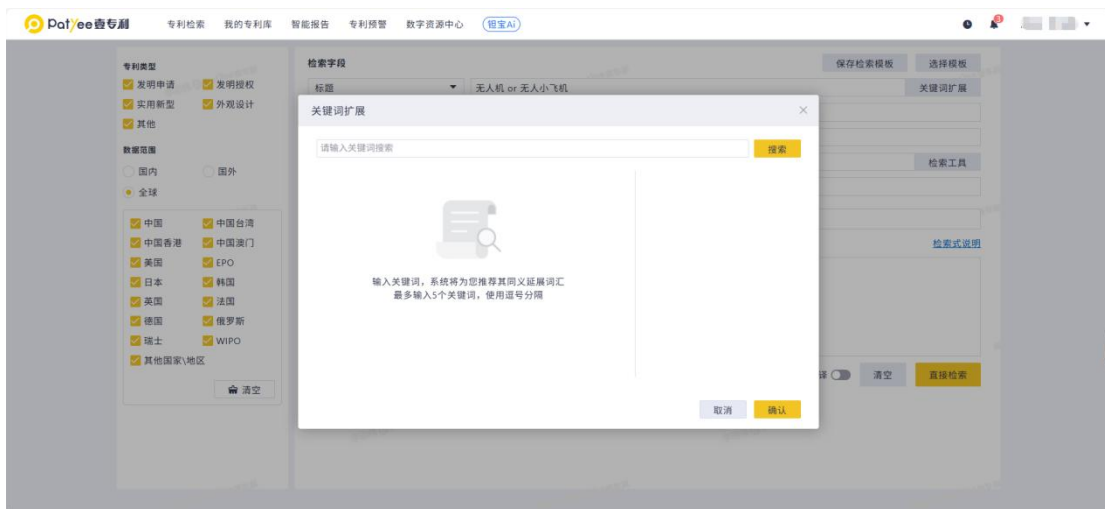 Patyee壹专利 专利检索 我的专利库 智能报告 专利预警 数字资源中心 钽宝Ai 3
专利类型
发明申请 发明授权
实用新型 外观设计
其他
数据范围
国内 国外
全球
中国 中国台湾
中国香港 中国澳门
美国 EPO
日本 韩国
英国 法国
德国 俄罗斯
瑞士 WIPO
其他国家\地区
清空
检索字段 保存检索模板 选择模板
标题 无人机 or 无人小飞机 关键词扩展
关键词扩展
请输入关键词搜索 搜索
检索工具
输入关键词,系统将为您推荐其同义延展词汇
最多输入5个关键词,使用逗号分隔
检索式说明
译 清空 直接检索
取消 确认